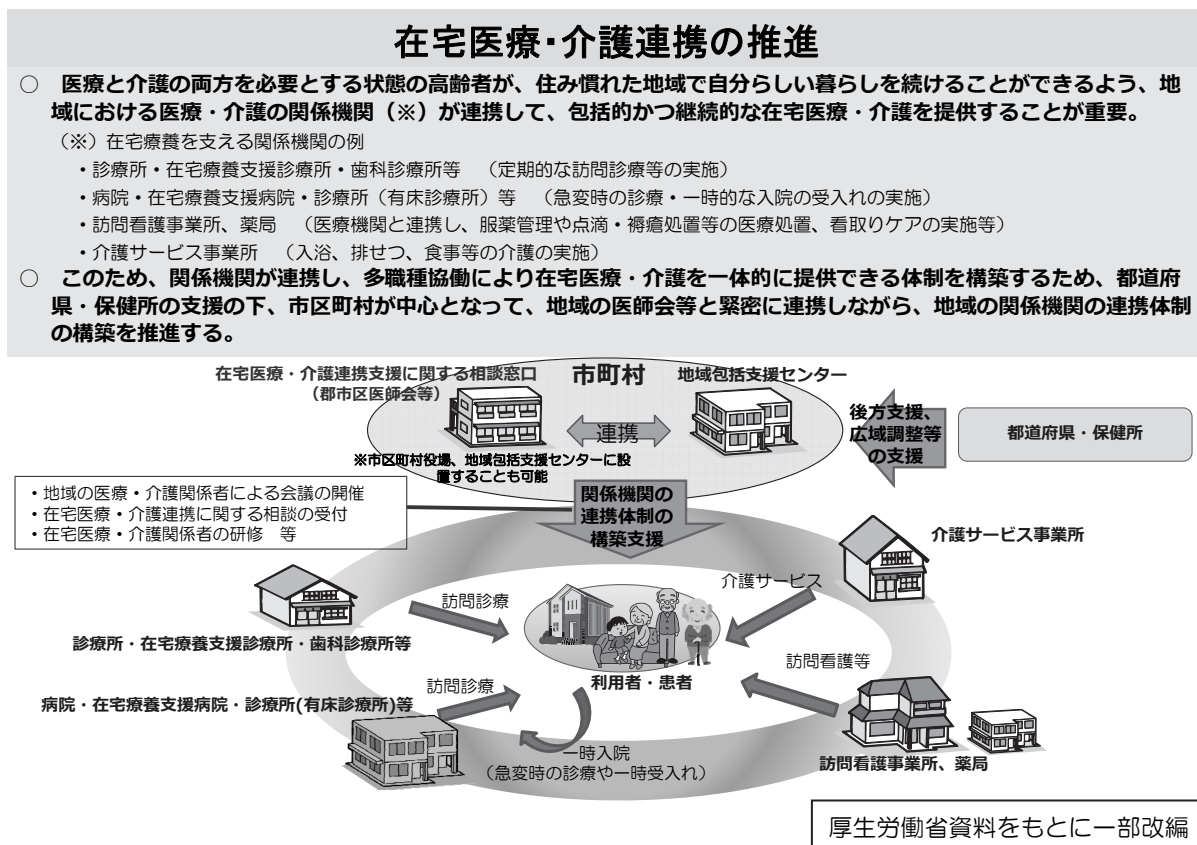 在宅医療・介護連携の推進
○　医療と介護の両方を必要とする状態の高齢者が、住み慣れた地域で自分らしい暮らしを続けることができるよう、地
域における医療・介護の関係機関（※）が連携して、包括的かつ継続的な在宅医療・介護を提供することが重要。
（※）在宅療養を支える関係機関の例
・診療所・在宅療養支援診療所・歯科診療所等　（定期的な訪問診療等の実施）
・病院・在宅療養支援病院・診療所（有床診療所）等　（急変時の診療・一時的な入院の受入れの実施）
・訪問看護事業所、薬局　（医療機関と連携し、服薬管理や点滴・褥瘡処置等の医療処置、看取りケアの実施等）
・介護サービス事業所　（入浴、排せつ、食事等の介護の実施）
○　このため、関係機関が連携し、多職種協働により在宅医療・介護を一体的に提供できる体制を構築するため、都道府
県・保健所の支援の下、市区町村が中心となって、地域の医師会等と緊密に連携しながら、地域の関係機関の連携体制
の構築を推進する。
在宅医療・介護連携支援に関する相談窓口
（郡市区医師会等）
市町村
地域包括支援センター
連携
※市区町村役場、地域包括支援センターに設
置することも可能
後方支援、
広域調整等
の支援
都道府県・保健所
・地域の医療・介護関係者による会議の開催
・在宅医療・介護連携に関する相談の受付
・在宅医療・介護関係者の研修　等
関係機関の
連携体制の
構築支援
介護サービス事業所
訪問診療
介護サービス
診療所・在宅療養支援診療所・歯科診療所等
利用者・患者
訪問看護等
訪問診療
病院・在宅療養支援病院・診療所(有床診療所)等
一時入院
（急変時の診療や一時受入れ）
訪問看護事業所、薬局
厚生労働省資料をもとに一部改編